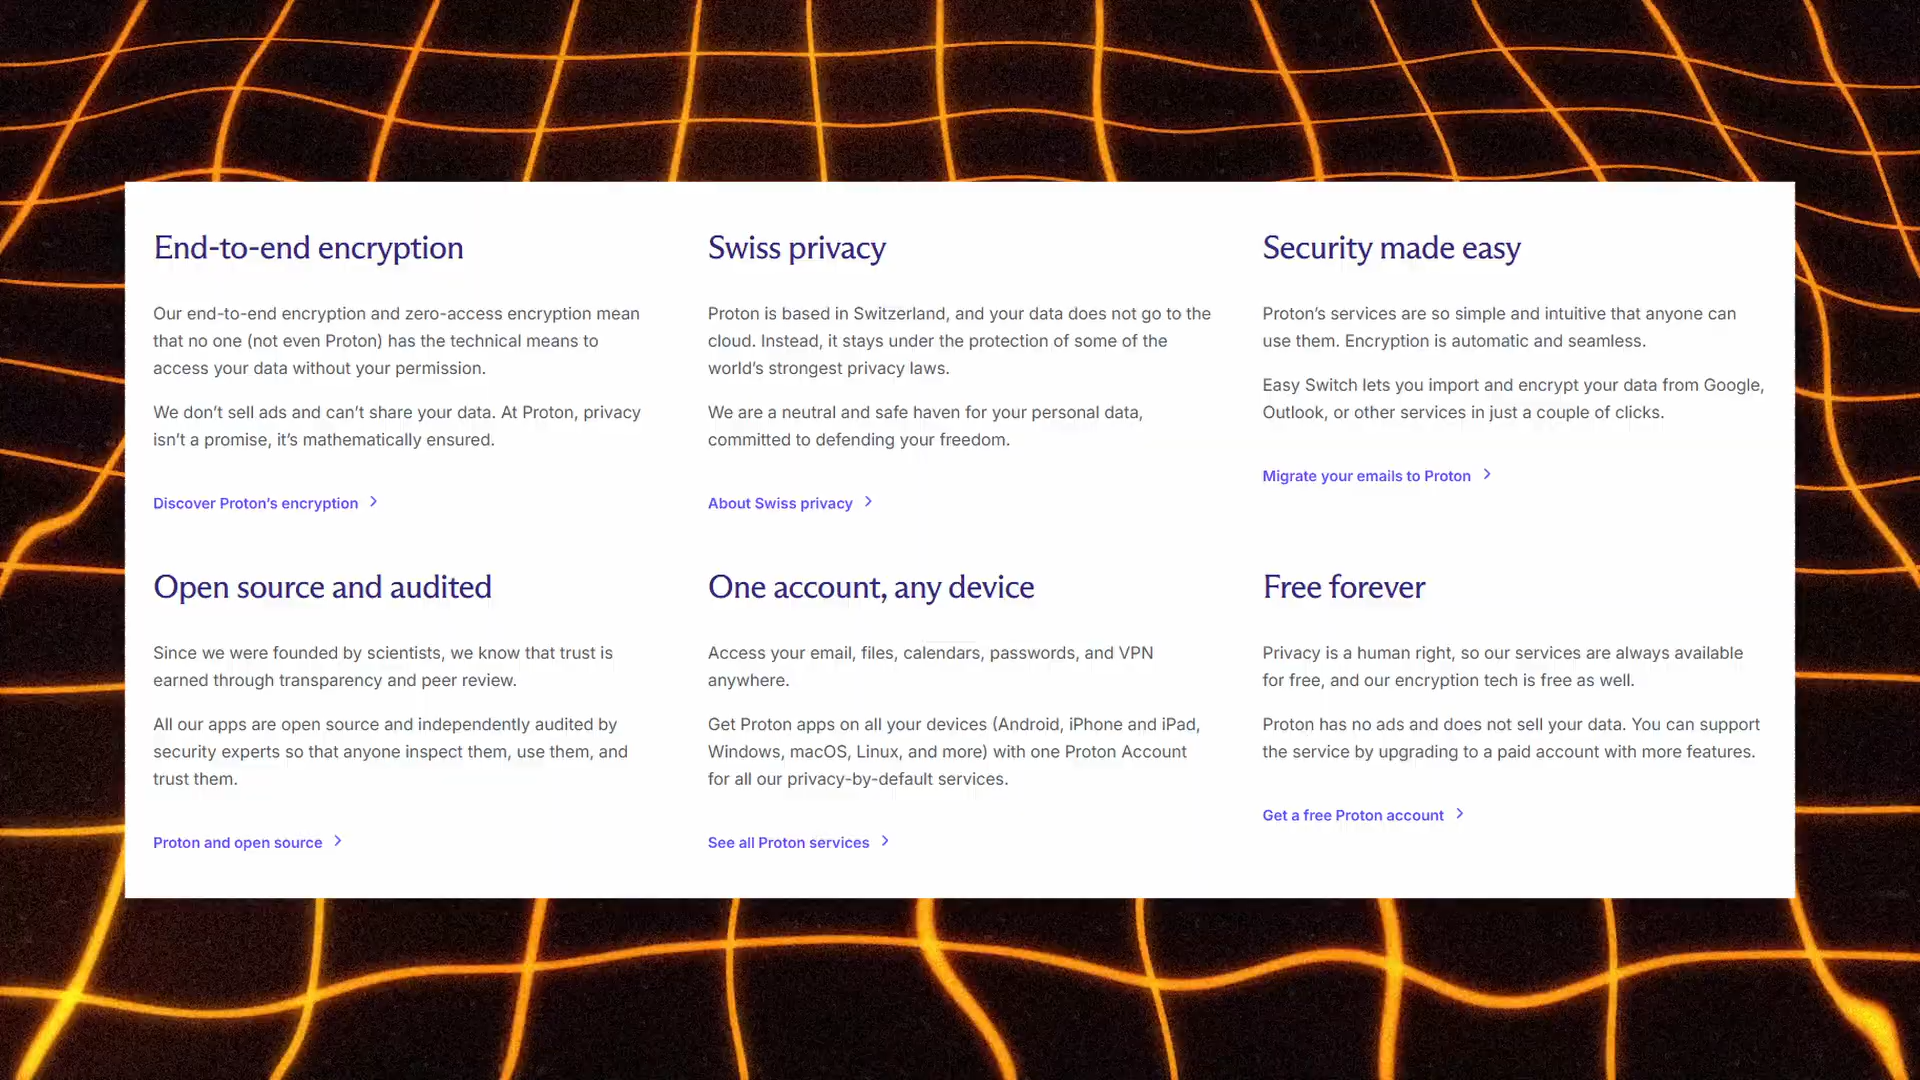 End-to-end encryption
Our end-to-end encryption and zero-access encryption mean
that no one (not even Proton) has the technical means to
access your data without your permission.
We don’t sell ads and can’t share your data. At Proton, privacy
isn’t a promise, it’s mathematically ensured.
Discover Proton’s encryption
Swiss privacy
Proton is based in Switzerland, and your data does not go to the
cloud. Instead, it stays under the protection of some of the
world’s strongest privacy laws.
We are a neutral and safe haven for your personal data,
committed to defending your freedom.
About Swiss privacy
Security made easy
Proton’s services are so simple and intuitive that anyone can
use them. Encryption is automatic and seamless.
Easy Switch lets you import and encrypt your data from Google,
Outlook, or other services in just a couple of clicks.
Migrate your emails to Proton
Open source and audited
Since we were founded by scientists, we know that trust is
earned through transparency and peer review.
All our apps are open source and independently audited by
security experts so that anyone inspect them, use them, and
trust them.
Proton and open source
One account, any device
Access your email, files, calendars, passwords, and VPN
anywhere.
Get Proton apps on all your devices (Android, iPhone and iPad,
Windows, macOS, Linux, and more) with one Proton Account
for all our privacy-by-default services.
See all Proton services
Free forever
Privacy is a human right, so our services are always available
for free, and our encryption tech is free as well.
Proton has no ads and does not sell your data. You can support
the service by upgrading to a paid account with more features.
Get a free Proton account